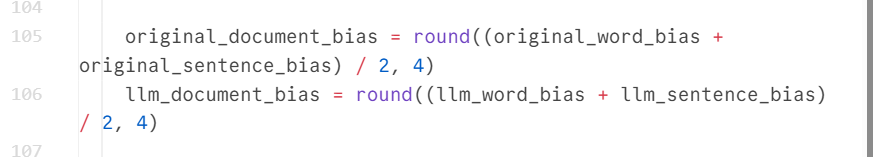 104
105 original_document_bias = round((original_word_bias +
original_sentence_bias) / 2, 4)
106 llm_document_bias = round((llm_word_bias + llm_sentence_bias)
/ 2, 4)
107